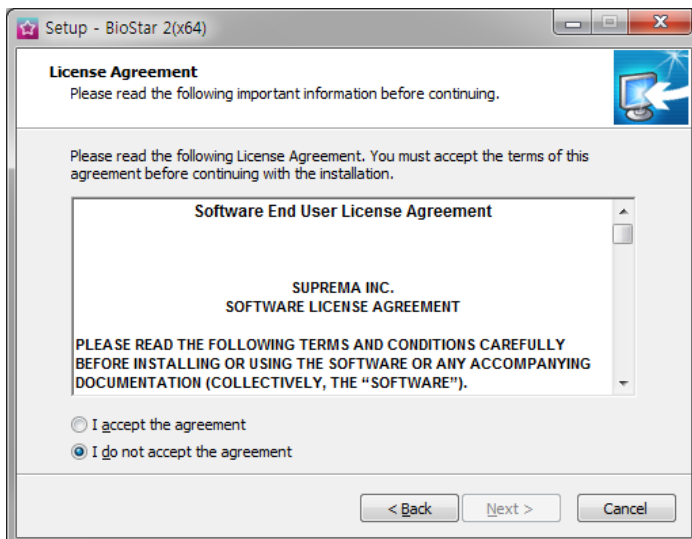 Setup - BioStar 2(x64)
License Agreement
Please read the following important information before continuing.
Please read the following License Agreement. You must accept the terms of this
agreement before continuing with the installation.
Software End User License Agreement
SUPREMA INC.
SOFTWARE LICENSE AGREEMENT
PLEASE READ THE FOLLOWING TERMS AND CONDITIONS CAREFULLY
BEFORE INSTALLING OR USING THE SOFTWARE OR ANY ACCOMPANYING
DOCUMENTATION (COLLECTIVELY, THE “SOFTWARE”).
I accept the agreement
I do not accept the agreement
< Back Next > Cancel